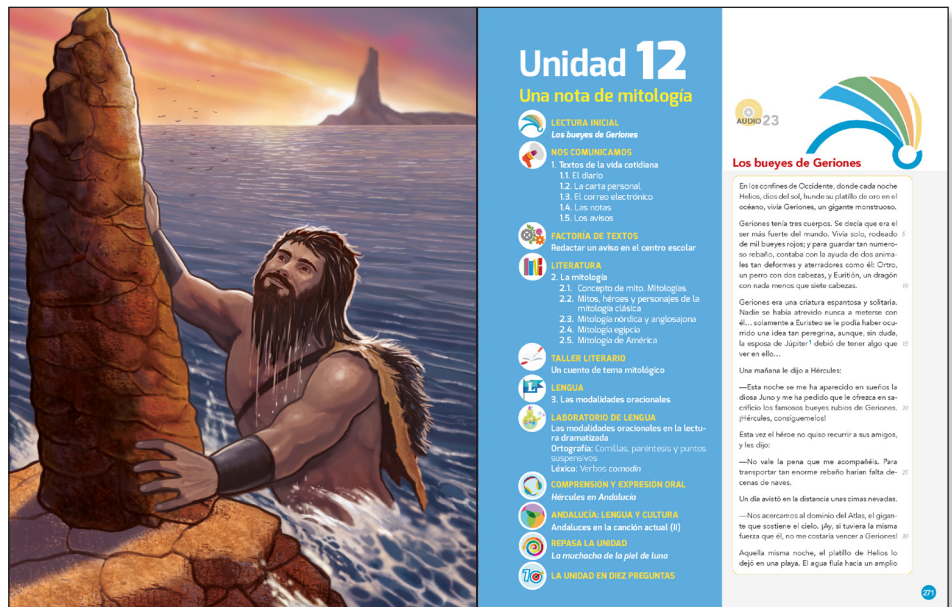 Unidad 12
Una nota de mitología
LECTURA INICIAL
Los bueyes de Geriones
NOS COMUNICAMOS
1. Textos de la vida cotidiana
1.1. El diario
1.2. La carta personal
1.3. El correo electrónico
1.4. Las notas
1.5. Los avisos
FACTORÍA DE TEXTOS
Redactar un aviso en el centro escolar
LITERATURA
2. La mitología
2.1. Concepto de mito. Mitologías
2.2. Mitos, héroes y personajes de la
mitología clásica
2.3. Mitología nórdica y anglosajona
2.4. Mitología egipcia
2.5. Mitología de América
TALLER LITERARIO
Un cuento de tema mitológico
LENGUA
3. Las modalidades oracionales
LABORATORIO DE LENGUA
Las modalidades oracionales en la lectu-
ra dramatizada
Ortografía: Comillas, paréntesis y puntos
suspensivos
Léxico: Verbos comodín
COMPRENSIÓN Y EXPRESIÓN ORAL
Hércules en Andalucía
ANDALUCÍA: LENGUA Y CULTURA
Andaluces en la canción actual (II)
REPASA LA UNIDAD
La muchacha de la piel de luna
10
LA UNIDAD EN DIEZ PREGUNTAS
AUDIO 23
Los bueyes de Geriones
En los confines de Occidente, donde cada noche
Helios, dios del sol, hunde su platillo de oro en el
océano, vivía Geriones, un gigante monstruoso.
Geriones tenía tres cuerpos. Se decía que era el
ser más fuerte del mundo. Vivía solo, rodeado 5
de mil bueyes rojos; y para guardar tan numero-
so rebaño, contaba con la ayuda de dos anima-
les tan deformes y aterradores como él: Ortro,
un perro con dos cabezas, y Euritión, un dragón
con nada menos que siete cabezas. 10
Geriones era una criatura espantosa y solitaria.
Nadie se había atrevido nunca a meterse con
él... solamente a Euristeo se le podía haber ocu-
rrido una idea tan peregrina, aunque, sin duda,
la esposa de Júpiter1 debió de tener algo que 15
ver en ello...
Una mañana le dijo a Hércules:
—Esta noche se me ha aparecido en sueños la
diosa Juno y me ha pedido que le ofrezca en sa-
crificio los famosos bueyes rubios de Geriones. 20
¡Hércules, consíguemelos!
Esta vez el héroe no quiso recurrir a sus amigos,
y les dijo:
—No vale la pena que me acompañéis. Para
transportar tan enorme rebaño harían falta de- 25
cenas de naves.
Un día avistó en la distancia unas cimas nevadas.
—Nos acercamos al dominio del Atlas, el gigan-
te que sostiene el cielo. ¡Ay, si tuviera la misma
fuerza que él, no me costaría vencer a Geriones! 30
Aquella misma noche, el platillo de Helios lo
dejó en una playa. El agua fluía hacia un amplio
271